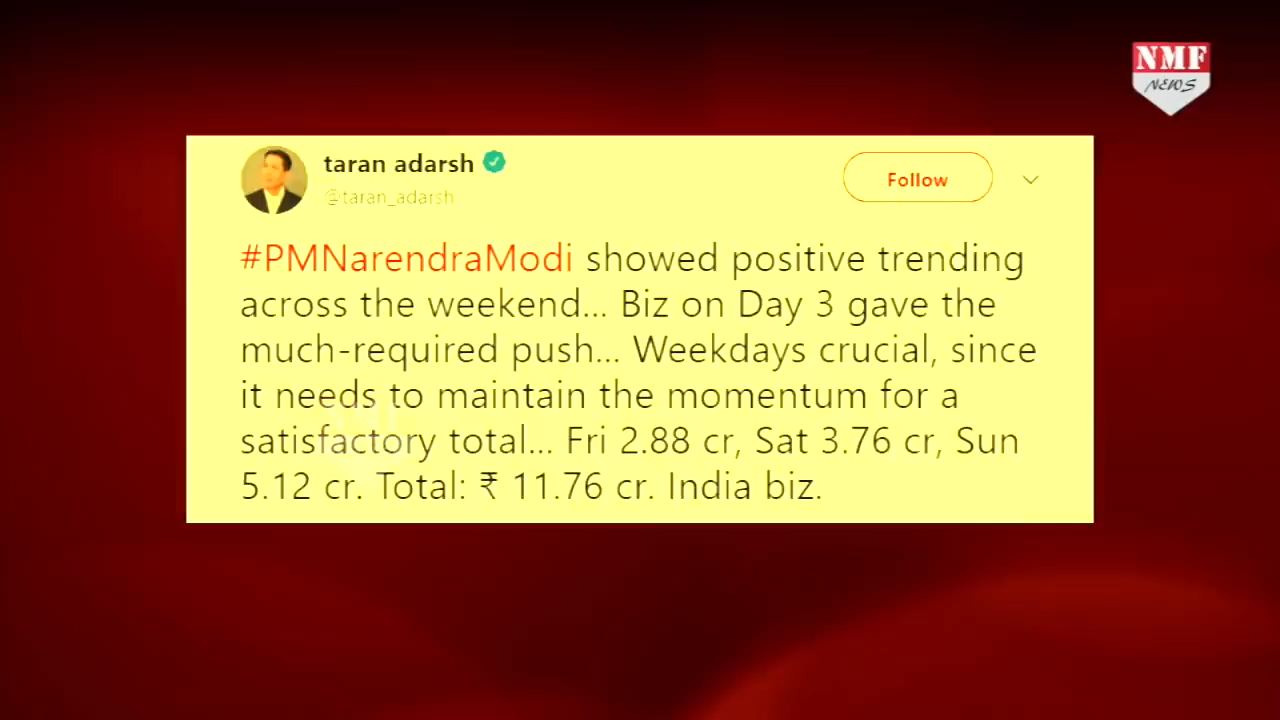 NMF
NEWS
taran adarsh
@taran_adarsh
Follow
#PMNarendraModi showed positive trending
across the weekend... Biz on Day 3 gave the
much-required push... Weekdays crucial, since
it needs to maintain the momentum for a
satisfactory total... Fri 2.88 cr, Sat 3.76 cr, Sun
5.12 cr. Total: ₹ 11.76 cr. India biz.